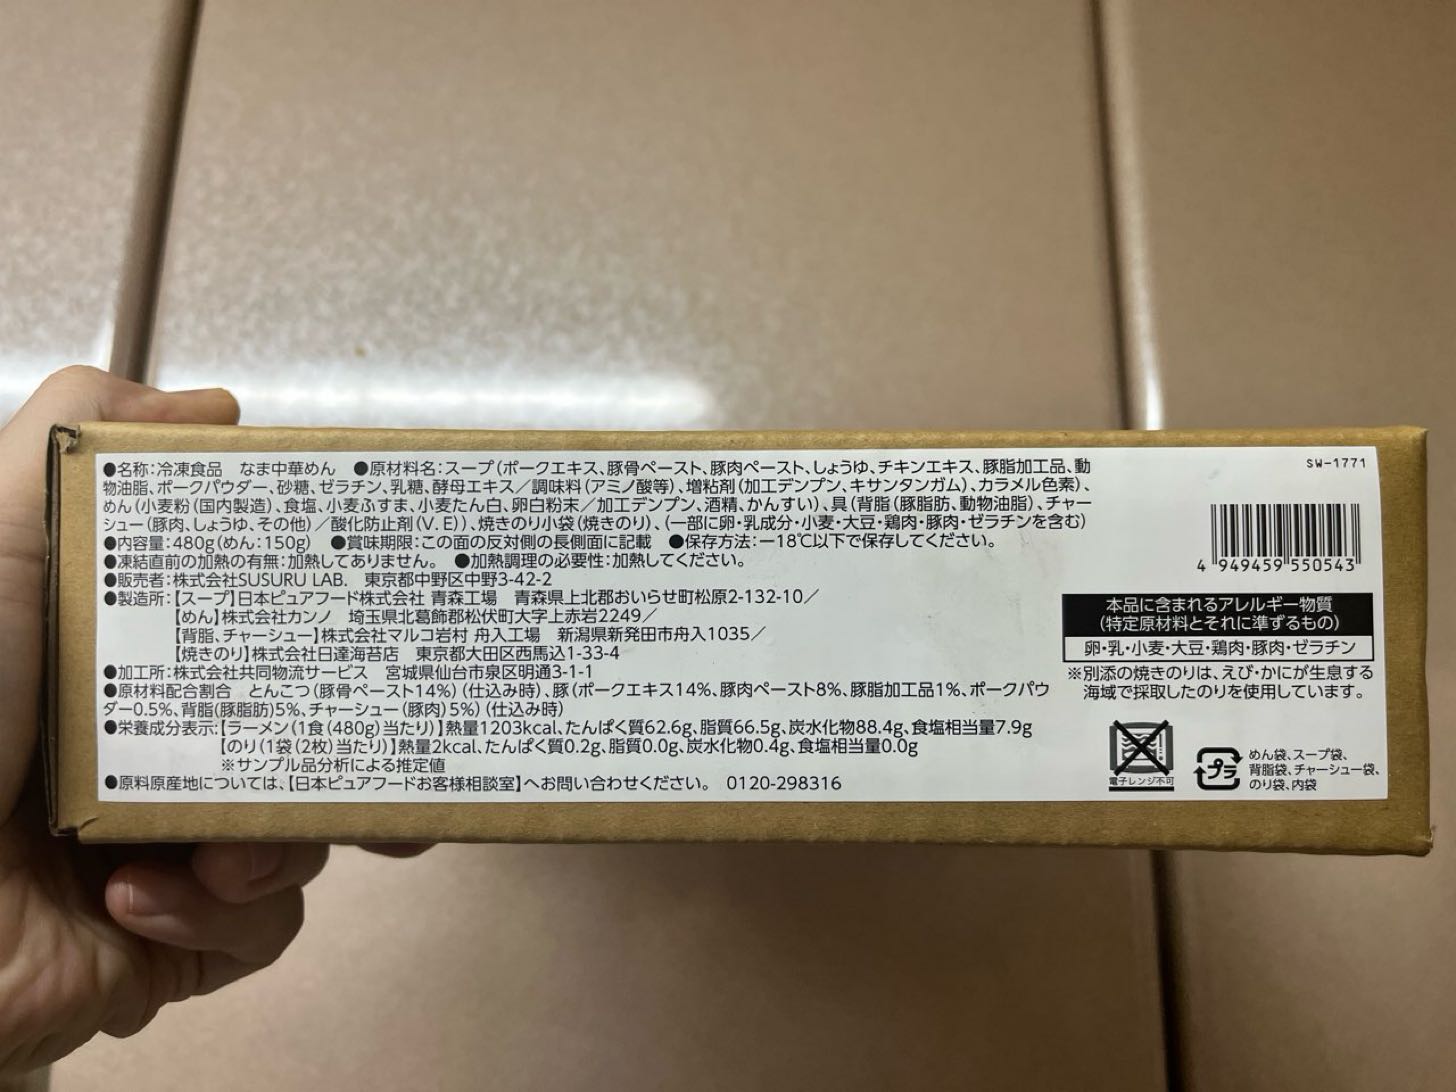 ●名称:冷凍食品　なま中華めん　●原材料名:スープ(ポークエキス、豚骨ペースト、豚肉ペースト、しょうゆ、チキンエキス、豚脂加工品、動
物油脂、ポークパウダー、砂糖、ゼラチン、乳糖、酵母エキス／調味料(アミノ酸等)、増粘剤(加工デンプン、キサンタンガム)、カラメル色素)、
めん(小麦粉(国内製造)、食塩、小麦ふすま、小麦たん白、卵白粉末／加工デンプン、酒精、かんすい)、具(背脂(豚脂肪、動物油脂)、チャー
シュー(豚肉、しょうゆ、その他)／酸化防止剤(V.E))、焼きのり小袋(焼きのり)、(一部に卵・乳成分・小麦・大豆・鶏肉・豚肉・ゼラチンを含む)
●内容量:480g(めん:150g)　●賞味期限:この面の反対側の長側面に記載　●保存方法:－18℃以下で保存してください。
●凍結直前の加熱の有無:加熱してありません。　●加熱調理の必要性:加熱してください。
●販売者:株式会社SUSURU LAB.　東京都中野区中野3-42-2
●製造所:【スープ】日本ピュアフード株式会社 青森工場　青森県上北郡おいらせ町松原2-132-10／
【めん】株式会社カンノ　埼玉県北葛飾郡松伏町大字上赤岩2249／
【背脂、チャーシュー】株式会社マルコ岩村 舟入工場　新潟県新発田市舟入1035／
【焼きのり】株式会社日達海苔店　東京都大田区西馬込1-33-4
●加工所:株式会社共同物流サービス　宮城県仙台市泉区明通3-1-1
●原材料配合割合　とんこつ(豚骨ペースト14%)(仕込み時)、豚(ポークエキス14%、豚肉ペースト8%、豚脂加工品1%、ポークパウ
ダー0.5%、背脂(豚脂肪)5%、チャーシュー(豚肉)5%)(仕込み時)
●栄養成分表示:【ラーメン(1食(480g)当たり)】熱量1203kcal、たんぱく質62.6g、脂質66.5g、炭水化物88.4g、食塩相当量7.9g
【のり(1袋(2枚)当たり)】熱量2kcal、たんぱく質0.2g、脂質0.0g、炭水化物0.4g、食塩相当量0.0g
※サンプル品分析による推定値
●原料原産地については、【日本ピュアフードお客様相談室】へお問い合わせください。　0120-298316
SW-1771
4 949459 550543
本品に含まれるアレルギー物質
(特定原材料とそれに準ずるもの)
卵・乳・小麦・大豆・鶏肉・豚肉・ゼラチン
※別添の焼きのりは、えび・かにが生息する
海域で採取したのりを使用しています。
電子レンジ不可
プラ
めん袋、スープ袋、
背脂袋、チャーシュー袋、
のり袋、内袋